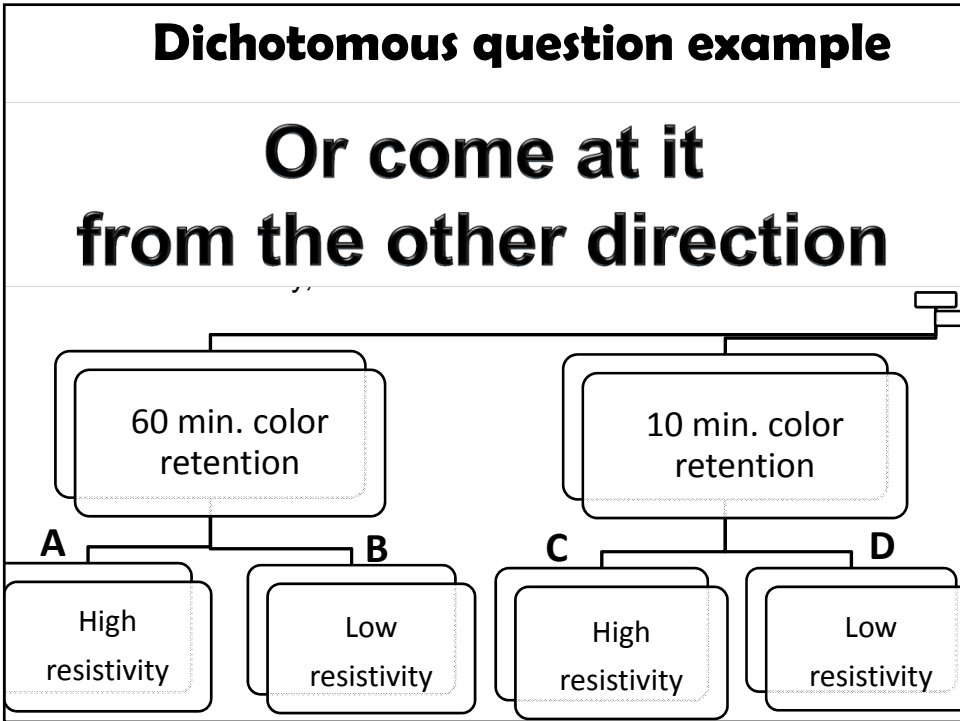 Dichotomous question example
Or come at it
from the other direction
60 min. color
retention
10 min. color
retention
A
B
C
D
High
resistivity
Low
resistivity
High
resistivity
Low
resistivity